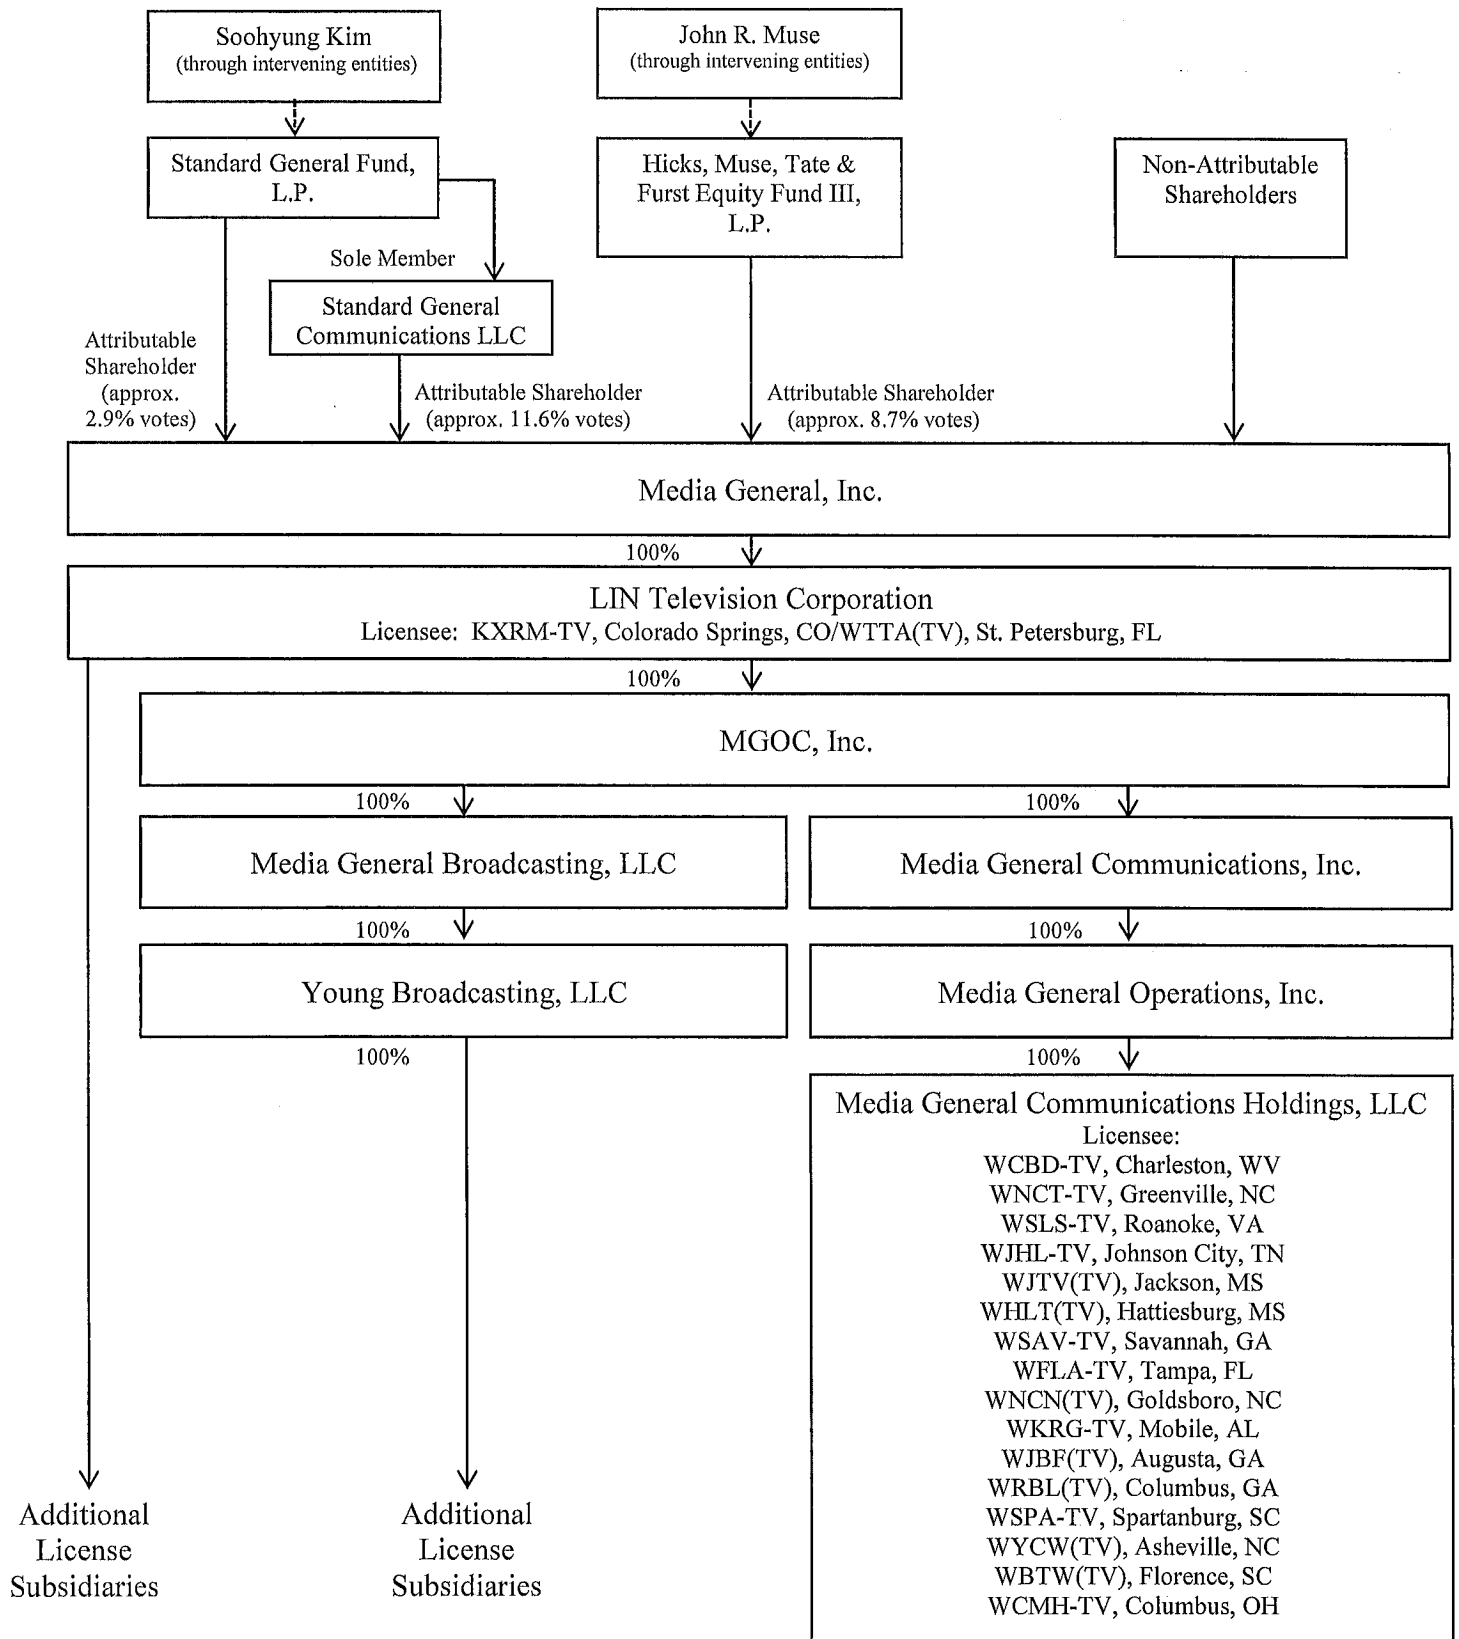 Soohyung Kim
(through intervening entities)
John R. Muse
(through intervening entities)
Standard General Fund,
L.P.
Hicks, Muse, Tate &
Furst Equity Fund III,
L.P.
Non-Attributable
Shareholders
Sole Member
Standard General
Communications LLC
Attributable
Shareholder
(approx.
2.9% votes)
Attributable Shareholder
(approx. 11.6% votes)
Attributable Shareholder
(approx. 8.7% votes)
Media General, Inc.
100%
LIN Television Corporation
Licensee: KXRM-TV, Colorado Springs, CO/WTTA(TV), St. Petersburg, FL
100%
MGOC, Inc.
100%
100%
Media General Broadcasting, LLC
Media General Communications, Inc.
100%
100%
Young Broadcasting, LLC
Media General Operations, Inc.
100%
100%
Media General Communications Holdings, LLC
Licensee:
WCBD-TV, Charleston, WV
WNCT-TV, Greenville, NC
WSLS-TV, Roanoke, VA
WJHL-TV, Johnson City, TN
WJTV(TV), Jackson, MS
WHLT(TV), Hattiesburg, MS
WSAV-TV, Savannah, GA
WFLA-TV, Tampa, FL
WNCN(TV), Goldsboro, NC
WKRG-TV, Mobile, AL
WJBF(TV), Augusta, GA
WRBL(TV), Columbus, GA
WSPA-TV, Spartanburg, SC
WYCW(TV), Asheville, NC
WBTW(TV), Florence, SC
WCMH-TV, Columbus, OH
Additional
License
Subsidiaries
Additional
License
Subsidiaries